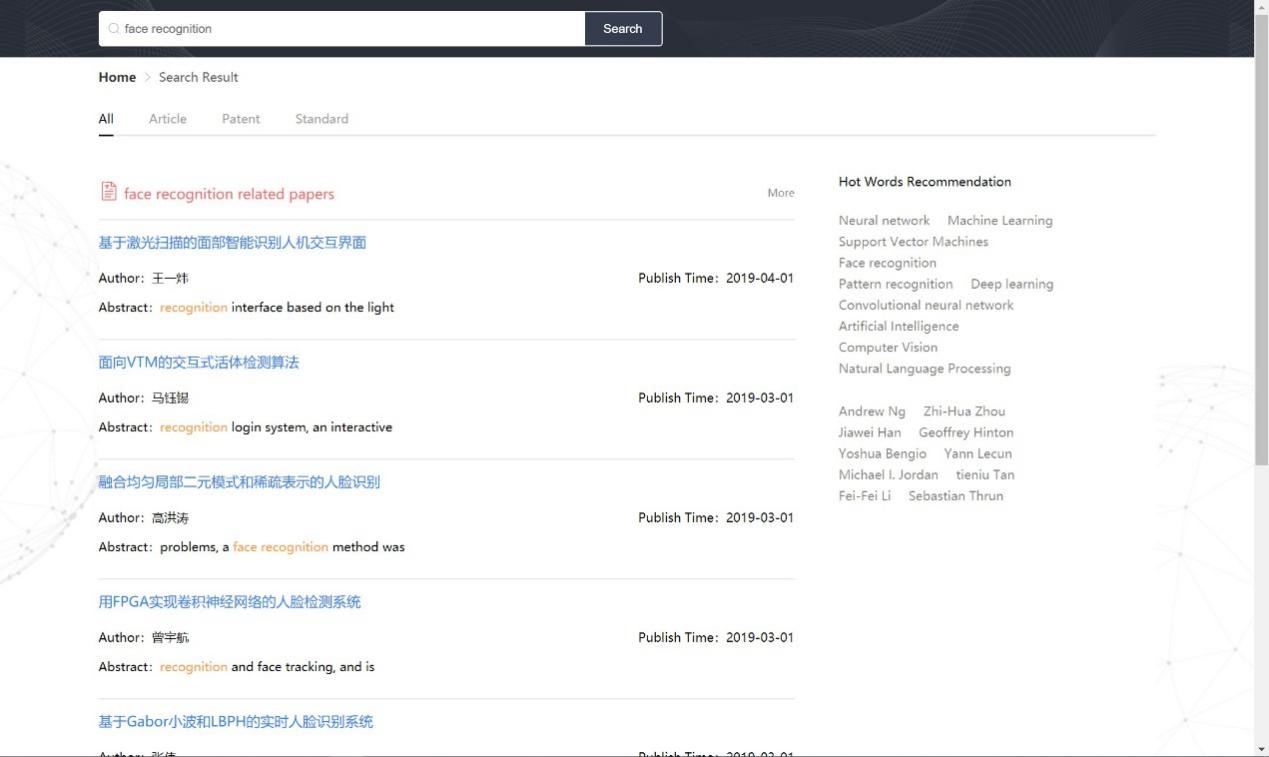 face recognition
Search
Home > Search Result
All Article Patent Standard
face recognition related papers More
基于激光扫描的面部智能识别人机交互界面
Author: 王一炜 Publish Time: 2019-04-01
Abstract: recognition interface based on the light
面向VTM的交互式活体检测算法
Author: 马钰锡 Publish Time: 2019-03-01
Abstract: recognition login system, an interactive
融合均匀局部二元模式和稀疏表示的人脸识别
Author: 高洪涛 Publish Time: 2019-03-01
Abstract: problems, a face recognition method was
用FPGA实现卷积神经网络的人脸检测系统
Author: 曾宇航 Publish Time: 2019-03-01
Abstract: recognition and face tracking, and is
基于Gabor小波和LBPH的实时人脸识别系统
Author: 张伟 Publish Time: 2019-03-01
Hot Words Recommendation
Neural network Machine Learning
Support Vector Machines
Face recognition
Pattern recognition Deep learning
Convolutional neural network
Artificial Intelligence
Computer Vision
Natural Language Processing
Andrew Ng Zhi-Hua Zhou
Jiawei Han Geoffrey Hinton
Yoshua Bengio Yann Lecun
Michael I. Jordan tieniu Tan
Fei-Fei Li Sebastian Thrun